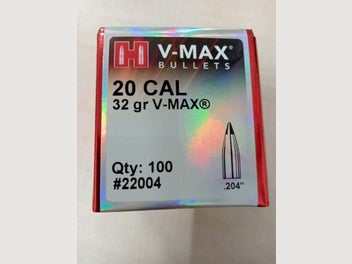 H V-MAX®
BULLETS
20 CAL
32 gr V-MAX®
Qty: 100
#22004
.204"